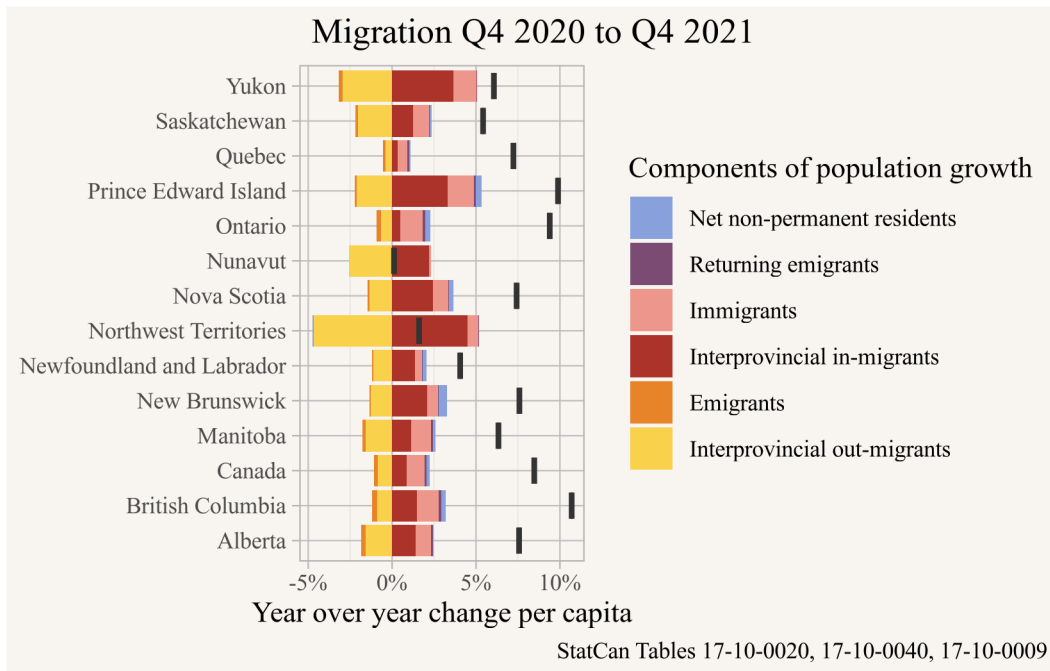 Migration Q4 2020 to Q4 2021
Yukon
Saskatchewan
Quebec
Prince Edward Island
Ontario
Nunavut
Nova Scotia
Northwest Territories
Newfoundland and Labrador
New Brunswick
Manitoba
Canada
British Columbia
Alberta
-5% 0% 5% 10%
Year over year change per capita
Components of population growth
Net non-permanent residents
Returning emigrants
Immigrants
Interprovincial in-migrants
Emigrants
Interprovincial out-migrants
StatCan Tables 17-10-0020, 17-10-0040, 17-10-0009